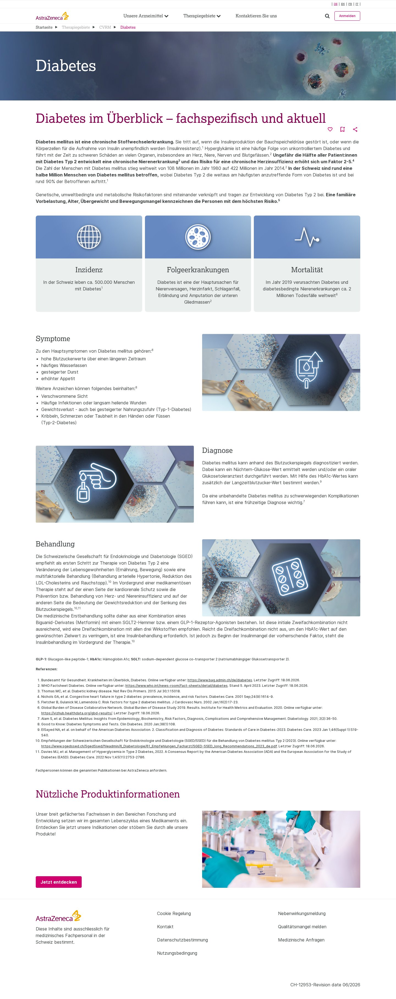 | DE | EN | FR | IT |
AstraZeneca
Unsere Arzneimittel
Therapiegebiete
Kontaktieren Sie uns
Anmelden
Startseite
Therapiegebiete
CVRM
Diabetes
Diabetes
Diabetes im Überblick – fachspezifisch und aktuell
Diabetes mellitus ist eine chronische Stoffwechselerkrankung. Sie tritt auf, wenn die Insulinproduktion der Bauchspeicheldrüse gestört ist, oder wenn die
Körperzellen für die Aufnahme von Insulin unempfindlich werden (Insulinresistenz).1 Hyperglykämie ist eine häufige Folge von unkontrolliertem Diabetes und
führt mit der Zeit zu schweren Schäden an vielen Organen, insbesondere an Herz, Niere, Nerven und Blutgefässen.2 Ungefähr die Hälfte aller Patient:innen
mit Diabetes Typ 2 entwickelt eine chronische Nierenerkrankung3 und das Risiko für eine chronische Herzinsuffizienz erhöht sich um Faktor 2-5.4
Die Zahl der Menschen mit Diabetes mellitus stieg weltweit von 108 Millionen im Jahr 1980 auf 422 Millionen im Jahr 2014.2 In der Schweiz sind rund eine
halbe Million Menschen von Diabetes mellitus betroffen, wobei Diabetes Typ 2 die weitaus am häufigsten anzutreffende Form von Diabetes ist und bei
rund 90% der Betroffenen auftritt.1
Genetische, umweltbedingte und metabolische Risikofaktoren sind miteinander verknüpft und tragen zur Entwicklung von Diabetes Typ 2 bei. Eine familiäre
Vorbelastung, Alter, Übergewicht und Bewegungsmangel kennzeichnen die Personen mit dem höchsten Risiko.5
Inzidenz
In der Schweiz leben ca. 500.000 Menschen
mit Diabetes1
Folgeerkrankungen
Diabetes ist eine der Hauptursachen für
Nierenversagen, Herzinfarkt, Schlaganfall,
Erblindung und Amputation der unteren
Gliedmassen2
Mortalität
Im Jahr 2019 verursachten Diabetes und
diabetesbedingte Nierenerkrankungen ca. 2
Millionen Todesfälle weltweit6
Symptome
Zu den Hauptsymptomen von Diabetes mellitus gehören:8
• hohe Blutzuckerwerte über einen längeren Zeitraum
• häufiges Wasserlassen
• gesteigerter Durst
• erhöhter Appetit
Weitere Anzeichen können folgendes beinhalten:8
• Verschwommene Sicht
• Häufige Infektionen oder langsam heilende Wunden
• Gewichtsverlust - auch bei gesteigerter Nahrungszufuhr (Typ-1-Diabetes)
• Kribbeln, Schmerzen oder Taubheit in den Händen oder Füssen
(Typ-2-Diabetes)
Diagnose
Diabetes mellitus kann anhand des Blutzuckerspiegels diagnostiziert werden.
Dabei kann ein Nüchtern-Glukose-Wert ermittelt werden und/oder ein oraler
Glukosetoleranztest durchgeführt werden. Mit Hilfe des HbA1c-Wertes kann
zusätzlich der Langzeitblutzucker-Wert bestimmt werden.9
Da eine unbehandelte Diabetes mellitus zu schwerwiegenden Komplikationen
führen kann, ist eine frühzeitige Diagnose wichtig.7
Behandlung
Die Schweizerische Gesellschaft für Endokrinologie und Diabetologie (SGED)
empfiehlt als ersten Schritt zur Therapie von Diabetes Typ 2 eine
Veränderung der Lebensgewohnheiten (Ernährung, Bewegung) sowie eine
multifaktorielle Behandlung (Behandlung arterielle Hypertonie, Reduktion des
LDL-Cholesterins und Rauchstopp).10 Im Vordergrund einer medikamentösen
Therapie steht auf der einen Seite der kardiorenale Schutz sowie die
Prävention bzw. Behandlung von Herz- und Niereninsuffizienz und auf der
anderen Seite die Bedeutung der Gewichtsreduktion und der Senkung des
Blutzuckerspiegels.10,11
Die medizinische Erstbehandlung sollte daher aus einer Kombination eines
Biguanid-Derivates (Metformin) mit einem SGLT2-Hemmer bzw. einem GLP-1-Rezeptor-Agonisten bestehen. Ist diese initiale Zweifachkombination nicht
ausreichend, wird eine Dreifachkombination mit allen drei Wirkstoffen empfohlen. Reicht die Dreifachkombination nicht aus, um den HbA1c-Wert auf den
gewünschten Zielwert zu verringern, ist eine Insulinbehandlung erforderlich. Ist jedoch zu Beginn der Insulinmangel der vorherrschende Faktor, steht die
Insulinbehandlung im Vordergrund der Therapie.10
GLP-1: Glucagon-like peptide-1; HbA1c: Hämoglobin A1c; SGLT: sodium-dependent glucose co-transporter 2 (natriumabhängiger Glukosetransporter 2).
Referenzen:
1. Bundesamt für Gesundheit. Krankheiten im Überblick, Diabetes. Online verfügbar unter: https://www.bag.admin.ch/de/diabetes. Letzter Zugriff: 18.06.2026.
2. WHO Factsheet Diabetes. Online verfügbar unter: https://www.who.int/news-room/fact-sheets/detail/diabetes. Stand 5. April 2023. Letzter Zugriff: 18.06.2026.
3. Thomas MC, et al. Diabetic kidney disease. Nat Rev Dis Primers. 2015 Jul 30;1:15018.
4. Nichols GA, et al. Congestive heart failure in type 2 diabetes: prevalence, incidence, and risk factors. Diabetes Care. 2001 Sep;24(9):1614-9.
5. Fletcher B, Gulanick M, Lamendola C. Risk factors for type 2 diabetes mellitus. J Cardiovasc Nurs. 2002 Jan;16(2):17-23.
6. Global Burden of Disease Collaborative Network. Global Burden of Disease Study 2019. Results. Institute for Health Metrics and Evaluation. 2020. Online verfügbar unter:
https://vizhub.healthdata.org/gbd-results/. Letzter Zugriff: 18.06.2026.
7. Alam S, et al. Diabetes Mellitus: Insights from Epidemiology, Biochemistry, Risk Factors, Diagnosis, Complications and Comprehensive Management. Diabetology. 2021; 2(2):36-50.
8. Good to Know: Diabetes Symptoms and Tests. Clin Diabetes. 2020 Jan;38(1):108.
9. ElSayed NA, et al. on behalf of the American Diabetes Association. 2. Classification and Diagnosis of Diabetes: Standards of Care in Diabetes-2023. Diabetes Care. 2023 Jan 1;46(Suppl 1):S19-
S40.
10. Empfehlungen der Schweizerischen Gesellschaft für Endokrinologie und Diabetologie (SGED/SSED) für die Behandlung von Diabetes mellitus Typ 2 (2023). Online verfügbar unter:
https://www.sgedssed.ch/SgedSsed/fileadmin/6_Diabetologie/61_Empfehlungen_Facharzt/SGED-SSED_long_Recommendations_2023_de.pdf. Letzter Zugriff: 18.06.2026.
11. Davies MJ, et al. Management of Hyperglycemia in Type 2 Diabetes, 2022. A Consensus Report by the American Diabetes Association (ADA) and the European Association for the Study of
Diabetes (EASD). Diabetes Care. 2022 Nov 1;45(11):2753-2786.
Fachpersonen können die genannten Publikationen bei AstraZeneca anfordern.
Nützliche Produktinformationen
Unser breit gefächertes Fachwissen in den Bereichen Forschung und
Entwicklung setzen wir im gesamten Lebenszyklus eines Medikaments ein.
Entdecken Sie jetzt unsere Indikationen oder stöbern Sie durch alle unsere
Produkte!
Jetzt entdecken
AstraZeneca
Diese Inhalte sind ausschliesslich für
medizinisches Fachpersonal in der
Schweiz bestimmt.
Cookie Regelung
Kontakt
Datenschutzbestimmung
Nutzungsbedingung
Nebenwirkungsmeldung
Qualitätsmangel melden
Medizinische Anfragen
CH-12953-Revision date 06/2026